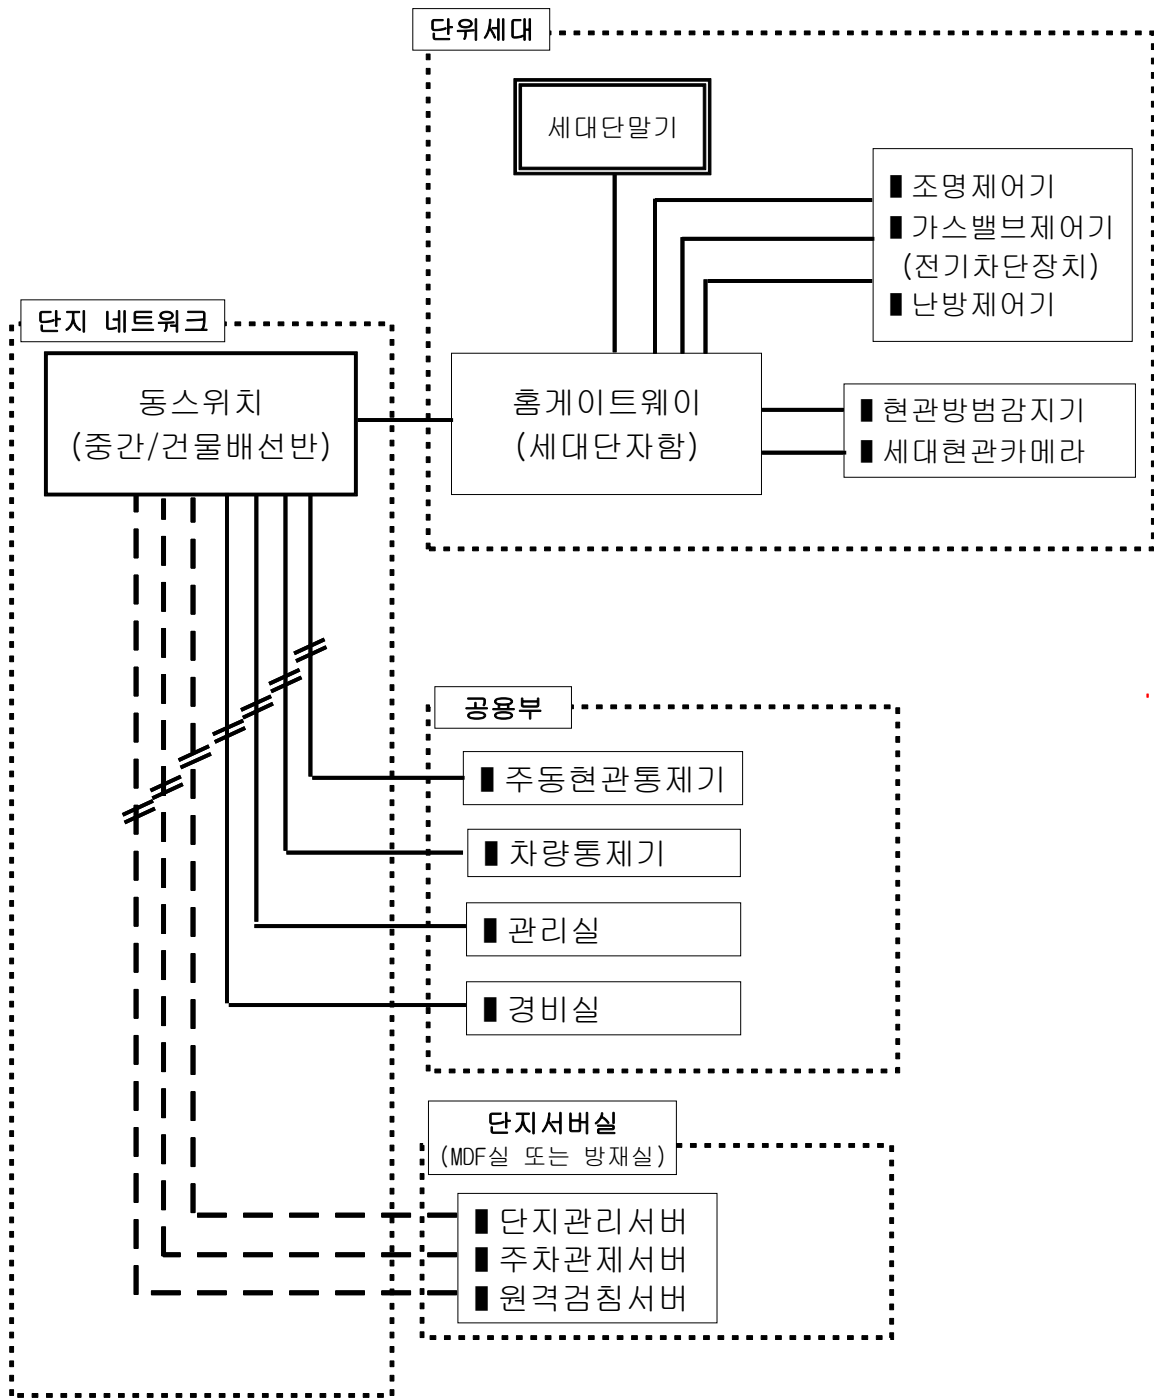 단위세대
세대단말기
■ 조명제어기
■ 가스밸브제어기
(전기차단장치)
■ 난방제어기
단지 네트워크
동스위치
(중간/건물배선반)
홈게이트웨이
(세대단자함)
■ 현관방범감지기
■ 세대현관카메라
공용부
■ 주동현관통제기
■ 차량통제기
■ 관리실
■ 경비실
단지서버실
(MDF실 또는 방재실)
■ 단지관리서버
■ 주차관제서버
■ 원격검침서버